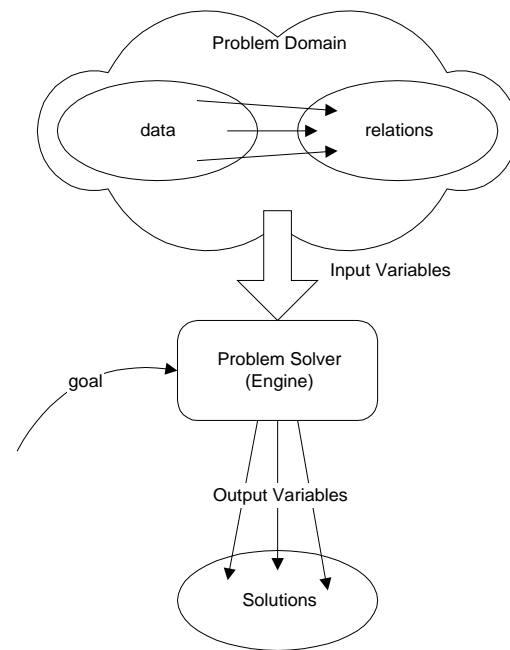 Problem Domain
data
relations
Input Variables
Problem Solver
(Engine)
goal
Output Variables
Solutions